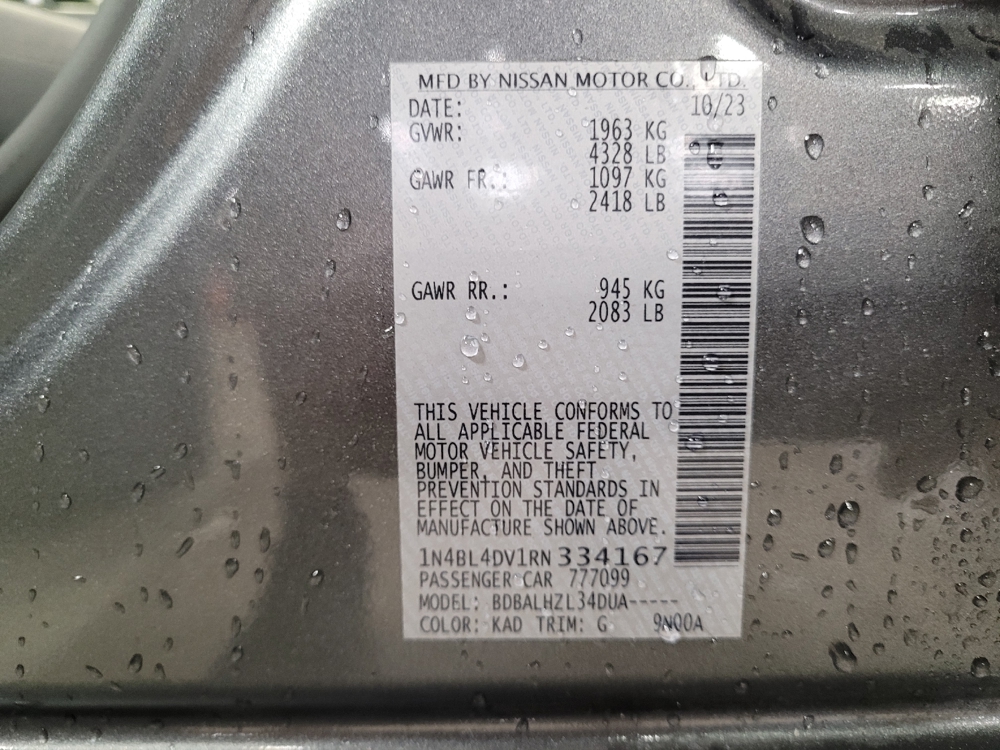 MFD BY NISSAN MOTOR CO., LTD.
DATE: 10/23
GVWR: 1963 KG
4328 LB
GAWR FR.: 1097 KG
2418 LB
GAWR RR.: 945 KG
2083 LB
THIS VEHICLE CONFORMS TO
ALL APPLICABLE FEDERAL
MOTOR VEHICLE SAFETY,
BUMPER, AND THEFT
PREVENTION STANDARDS IN
EFFECT ON THE DATE OF
MANUFACTURE SHOWN ABOVE.
1N4BL4DV1RN 334167
PASSENGER CAR 777099
MODEL: BDBALHZL34DUA-----
COLOR: KAD TRIM: G 9N00A